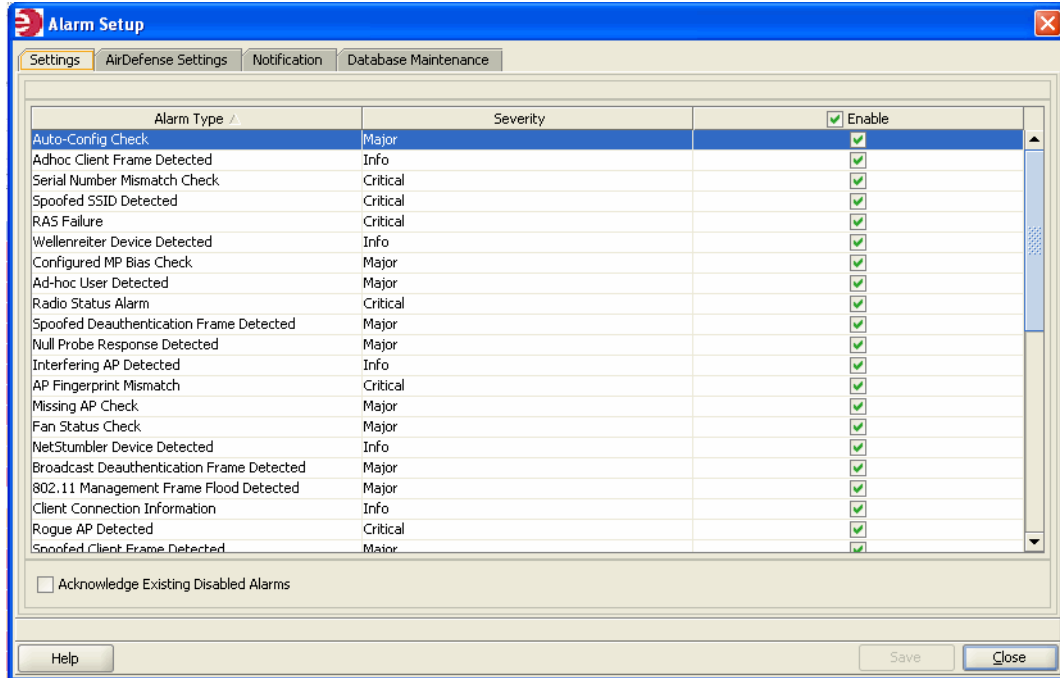 Alarm Setup
Settings AirDefense Settings Notification Database Maintenance
Alarm Type Severity Enable
Auto-Config Check Major
Adhoc Client Frame Detected Info
Serial Number Mismatch Check Critical
Spoofed SSID Detected Critical
RAS Failure Critical
Wellenreiter Device Detected Info
Configured MP Bias Check Major
Ad-hoc User Detected Major
Radio Status Alarm Critical
Spoofed Deauthentication Frame Detected Major
Null Probe Response Detected Major
Interfering AP Detected Info
AP Fingerprint Mismatch Critical
Missing AP Check Major
Fan Status Check Major
NetStumbler Device Detected Info
Broadcast Deauthentication Frame Detected Major
802.11 Management Frame Flood Detected Major
Client Connection Information Info
Rogue AP Detected Critical
Spoofed Client Frame Detected Major
Acknowledge Existing Disabled Alarms
Help Save Close